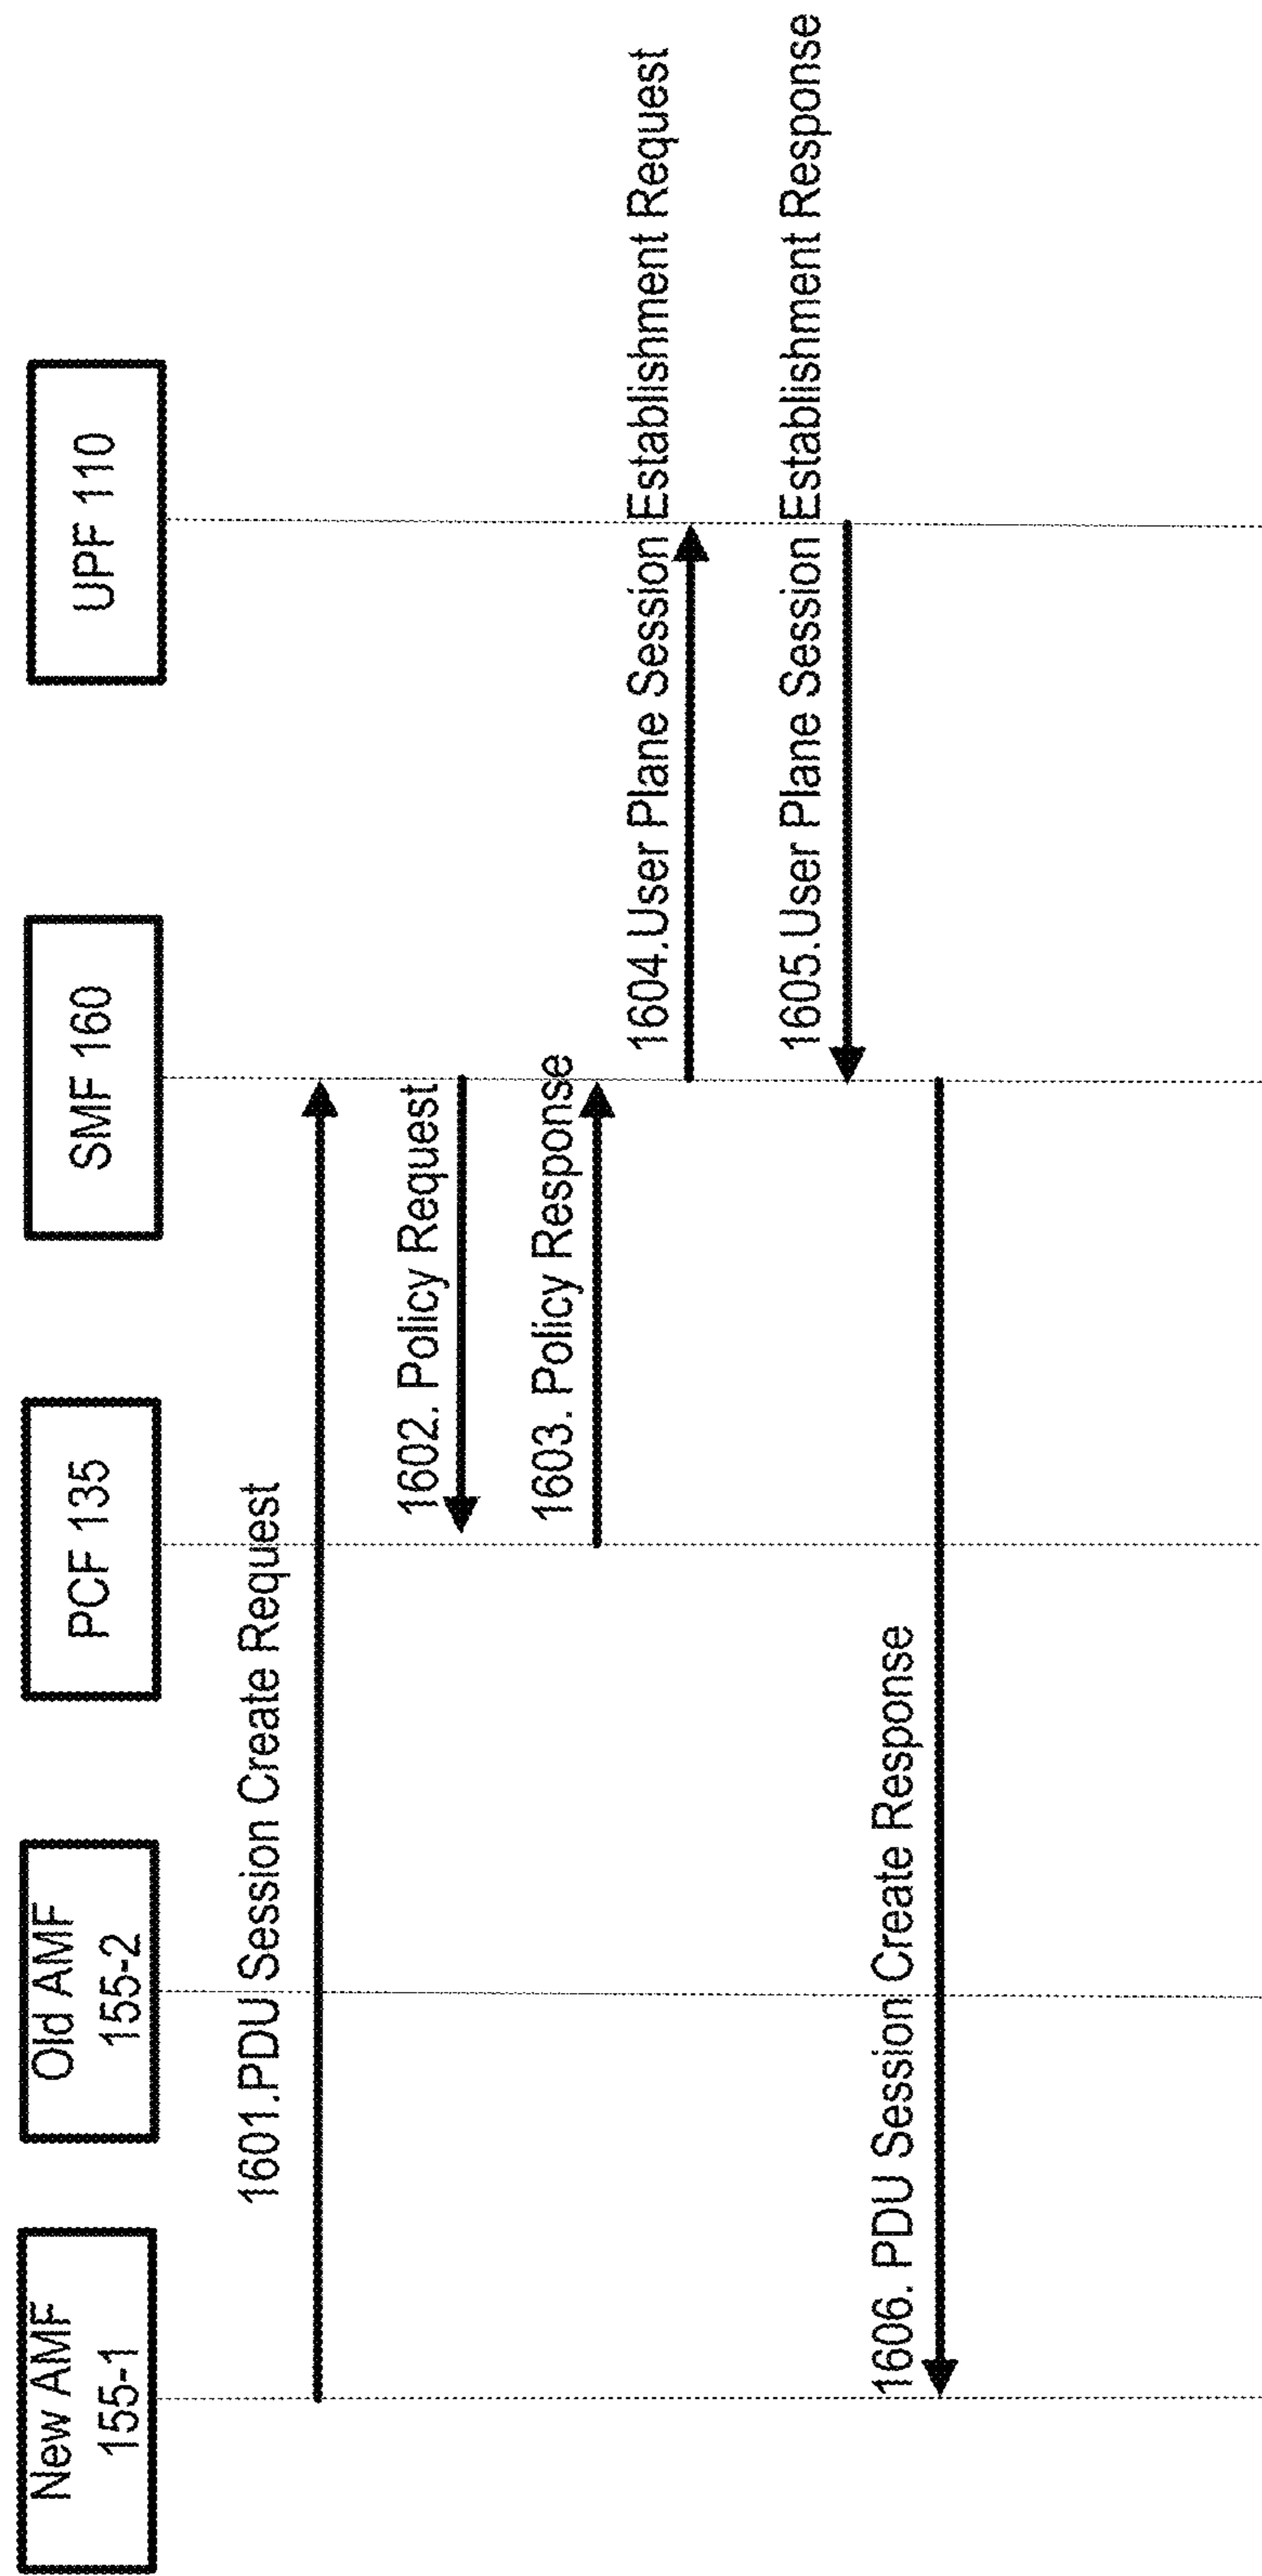 New AMF
155-1
Old AMF
155-2
PCF 135
SMF 160
UPF 110
1601.PDU Session Create Request
1602. Policy Request
1603. Policy Response
1604.User Plane Session Establishment Request
1605.User Plane Session Establishment Response
1606. PDU Session Create Response